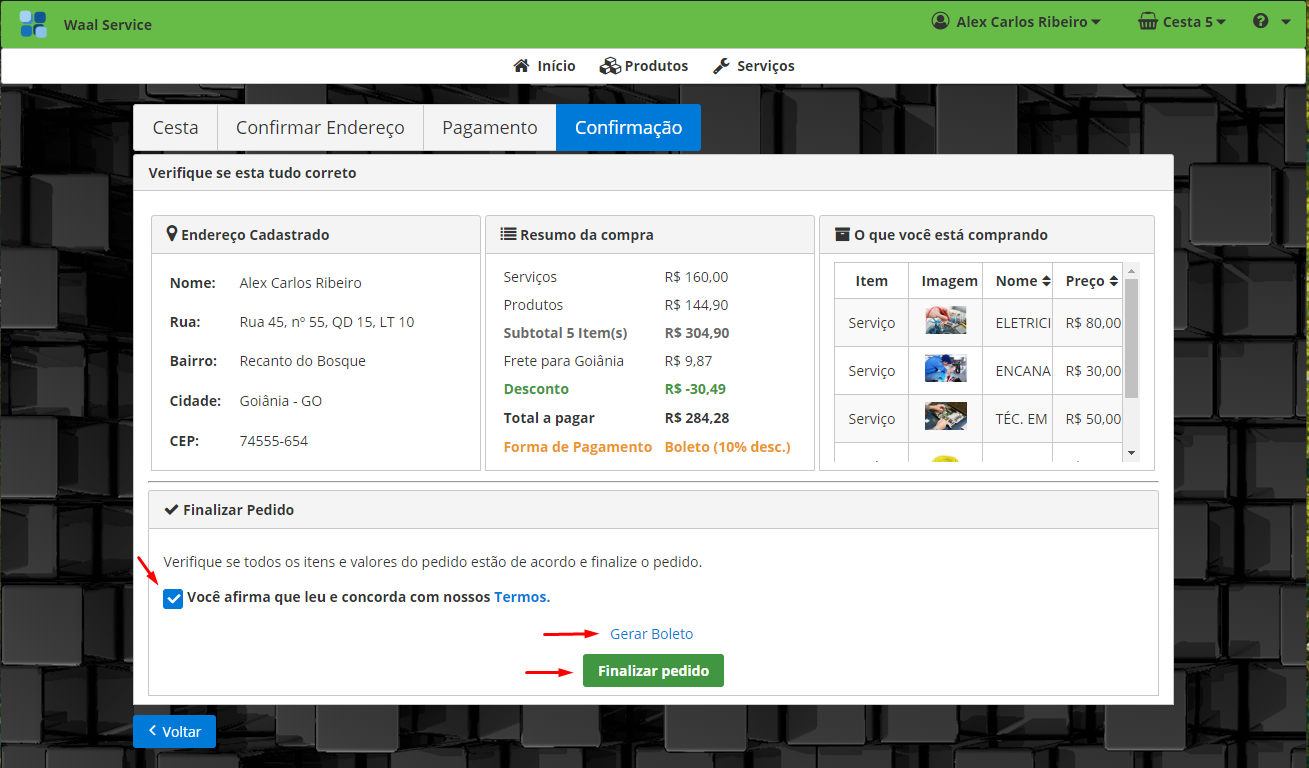 Waal Service
Alex Carlos Ribeiro
Cesta 5
Início
Produtos
Serviços
Cesta
Confirmar Endereço
Pagamento
Confirmação
Verifique se esta tudo correto
Endereço Cadastrado
Nome: Alex Carlos Ribeiro
Rua: Rua 45, nº 55, QD 15, LT 10
Bairro: Recanto do Bosque
Cidade: Goiânia - GO
CEP: 74555-654
Resumo da compra
Serviços R$ 160,00
Produtos R$ 144,90
Subtotal 5 Item(s) R$ 304,90
Frete para Goiânia R$ 9,87
Desconto R$ -30,49
Total a pagar R$ 284,28
Forma de Pagamento Boleto (10% desc.)
O que você está comprando
Item Imagem Nome Preço
Serviço ELETRICI R$ 80,00
Serviço ENCANA R$ 30,00
Serviço TÉC. EM R$ 50,00
Finalizar Pedido
Verifique se todos os itens e valores do pedido estão de acordo e finalize o pedido.
Você afirma que leu e concorda com nossos Termos.
Gerar Boleto
Finalizar pedido
Voltar